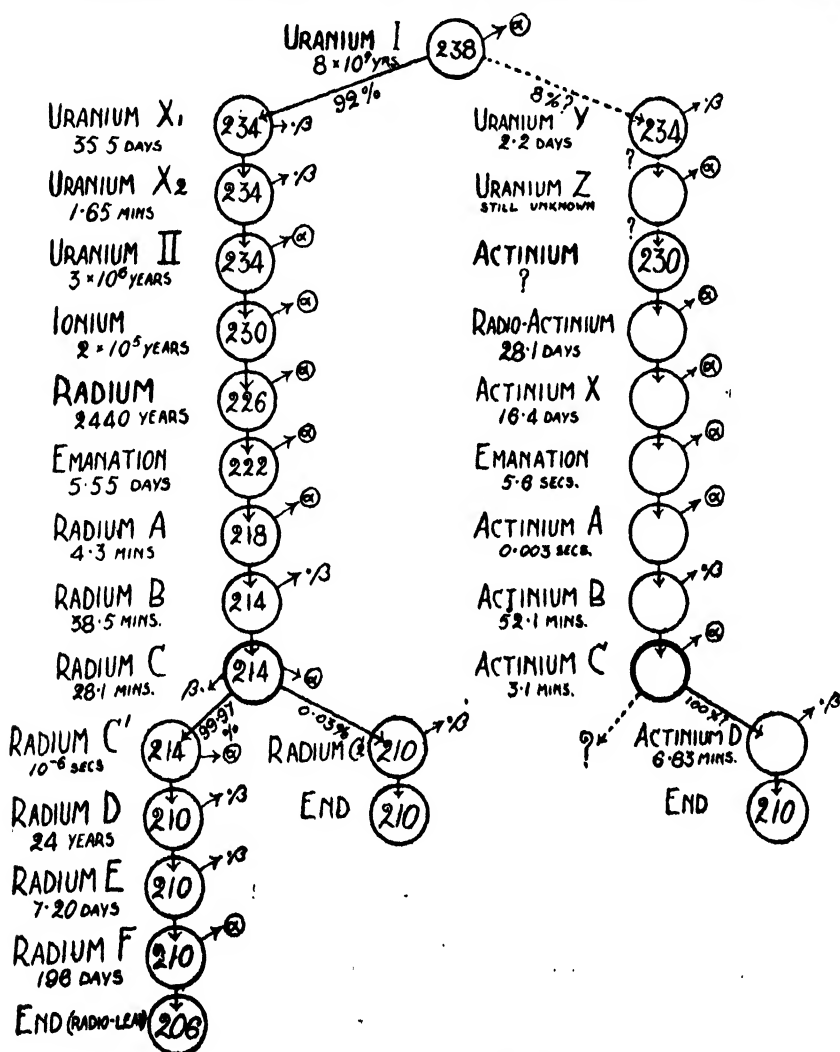 URANIUM I
8 × 10⁹ YRS.
238
α
92%
8%?
URANIUM X₁
35 5 DAYS
234
β
URANIUM X₂
1·65 MINS
234
β
URANIUM II
3 × 10⁶ YEARS
234
α
IONIUM
2 × 10⁵ YEARS
230
α
RADIUM
2440 YEARS
226
α
EMANATION
5·55 DAYS
222
α
RADIUM A
4·3 MINS
218
α
RADIUM B
38·5 MINS.
214
β
RADIUM C
28·1 MINS.
214
β
α
99.97
%
0.03%
RADIUM C'
10⁻⁶ SECS
214
α
RADIUM D
24 YEARS
210
β
RADIUM E
7·20 DAYS
210
β
RADIUM F
196 DAYS
210
α
END (RADIO-LEAD)
206
RADIUM C₂
210
β
END
210
URANIUM Y
2·2 DAYS
234
β
?
URANIUM Z
STILL UNKNOWN
α
?
ACTINIUM
?
230
RADIO-ACTINIUM
28·1 DAYS
α
ACTINIUM X
16·4 DAYS
α
EMANATION
5·6 SECS.
α
ACTINIUM A
0·003 SECS.
α
ACTINIUM B
52·1 MINS.
β
ACTINIUM C
3·1 MINS.
α
?
100%?
ACTINIUM D
6·83 MINS.
β
END
210